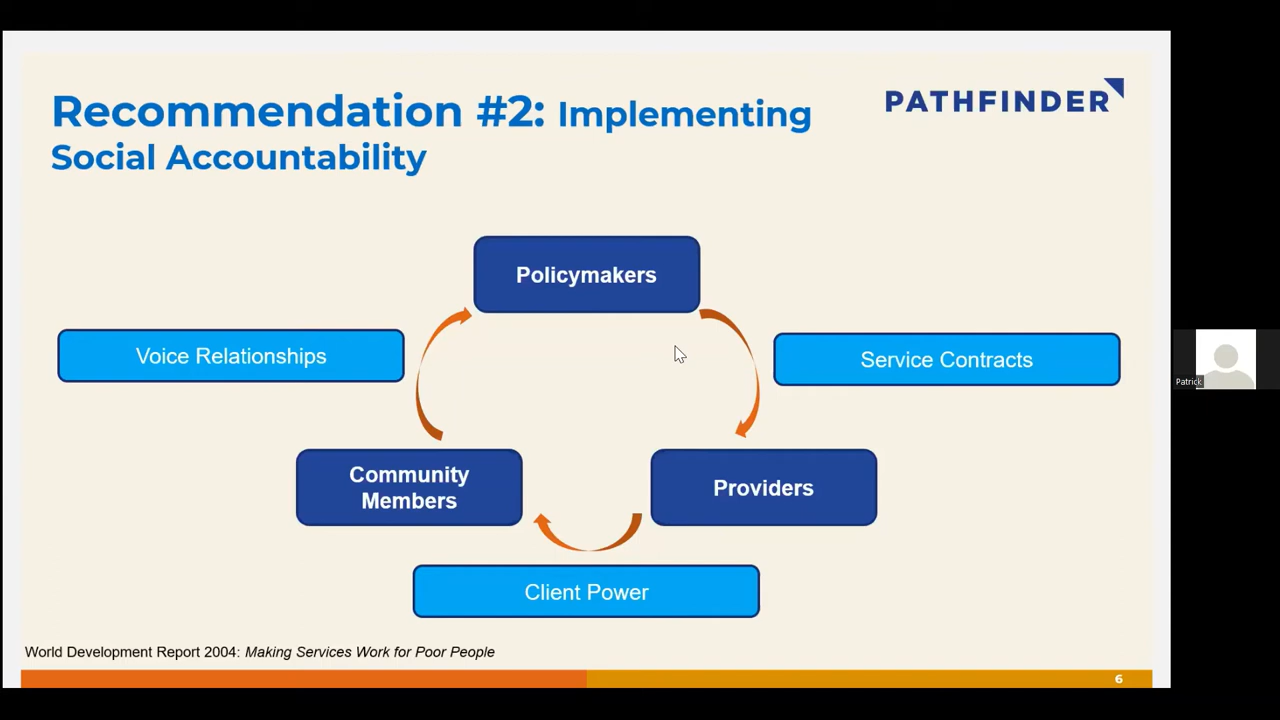 Recommendation #2: Implementing
Social Accountability
PATHFINDER
Policymakers
Voice Relationships
Service Contracts
Community
Members
Providers
Client Power
World Development Report 2004: Making Services Work for Poor People
6
Patrick